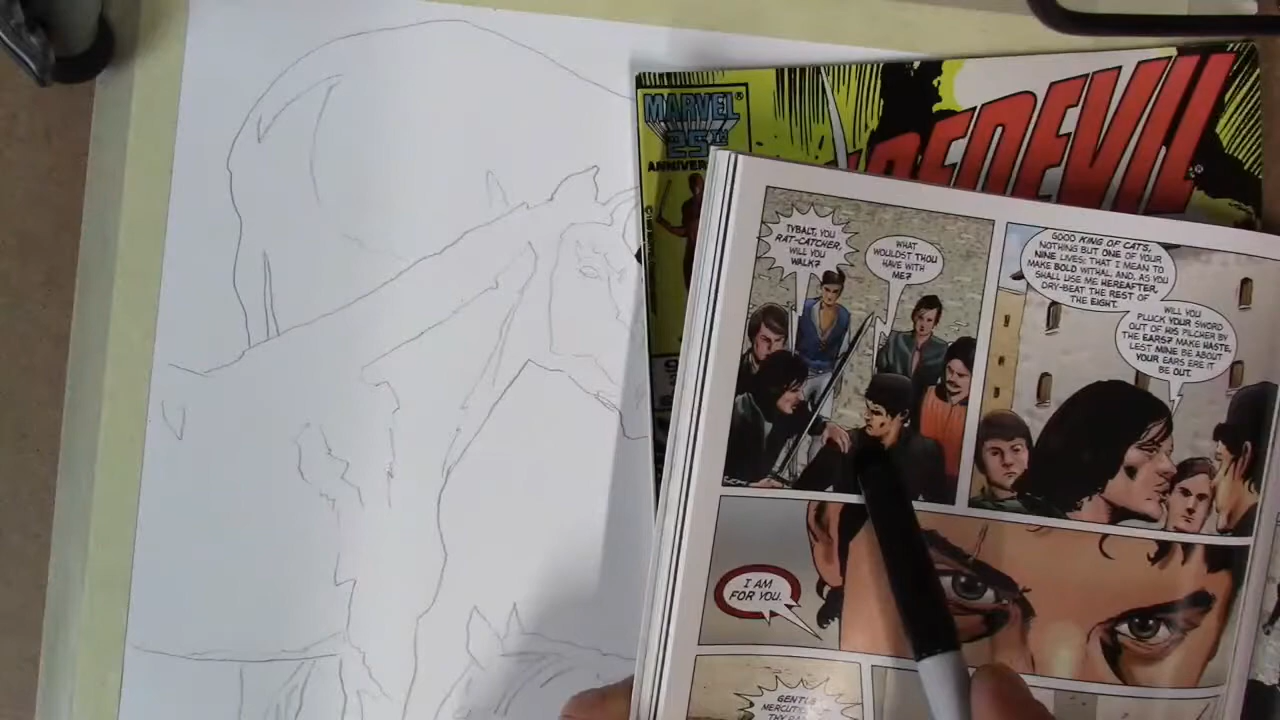 MARVEL
25TH
ANNIVERSARY
DAREDEVIL
TYBALT, YOU
RAT-CATCHER,
WILL YOU
WALK?
WHAT
WOULDST THOU
HAVE WITH
ME?
GOOD KING OF CATS,
NOTHING BUT ONE OF YOUR
NINE LIVES; THAT I MEAN TO
MAKE BOLD WITHAL, AND, AS YOU
SHALL USE ME HEREAFTER,
DRY-BEAT THE REST OF
THE EIGHT.
WILL YOU
PLUCK YOUR SWORD
OUT OF HIS PILCHER BY
THE EARS? MAKE HASTE,
LEST MINE BE ABOUT
YOUR EARS ERE IT
BE OUT.
I AM
FOR YOU.
GENTLE